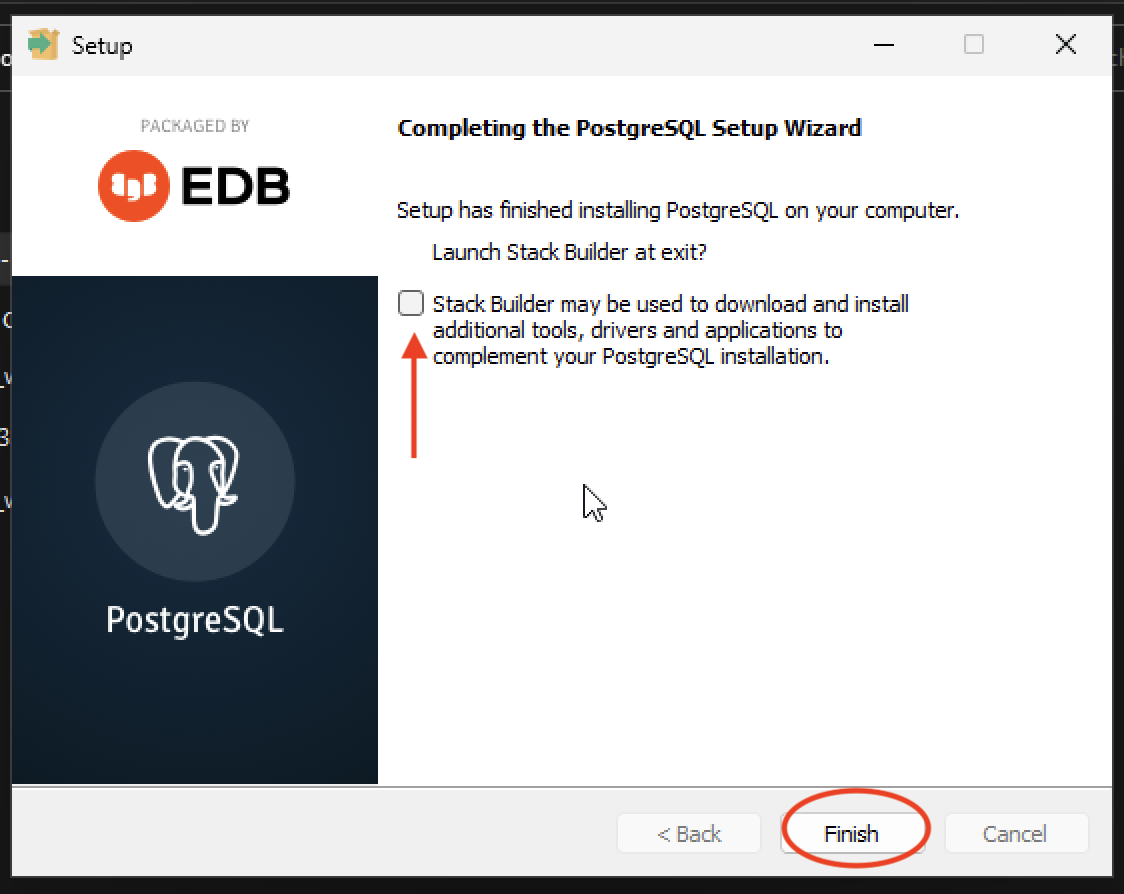 Setup
PACKAGED BY
EDB
Completing the PostgreSQL Setup Wizard
Setup has finished installing PostgreSQL on your computer.
Launch Stack Builder at exit?
Stack Builder may be used to download and install
additional tools, drivers and applications to
complement your PostgreSQL installation.
PostgreSQL
< Back
Finish
Cancel